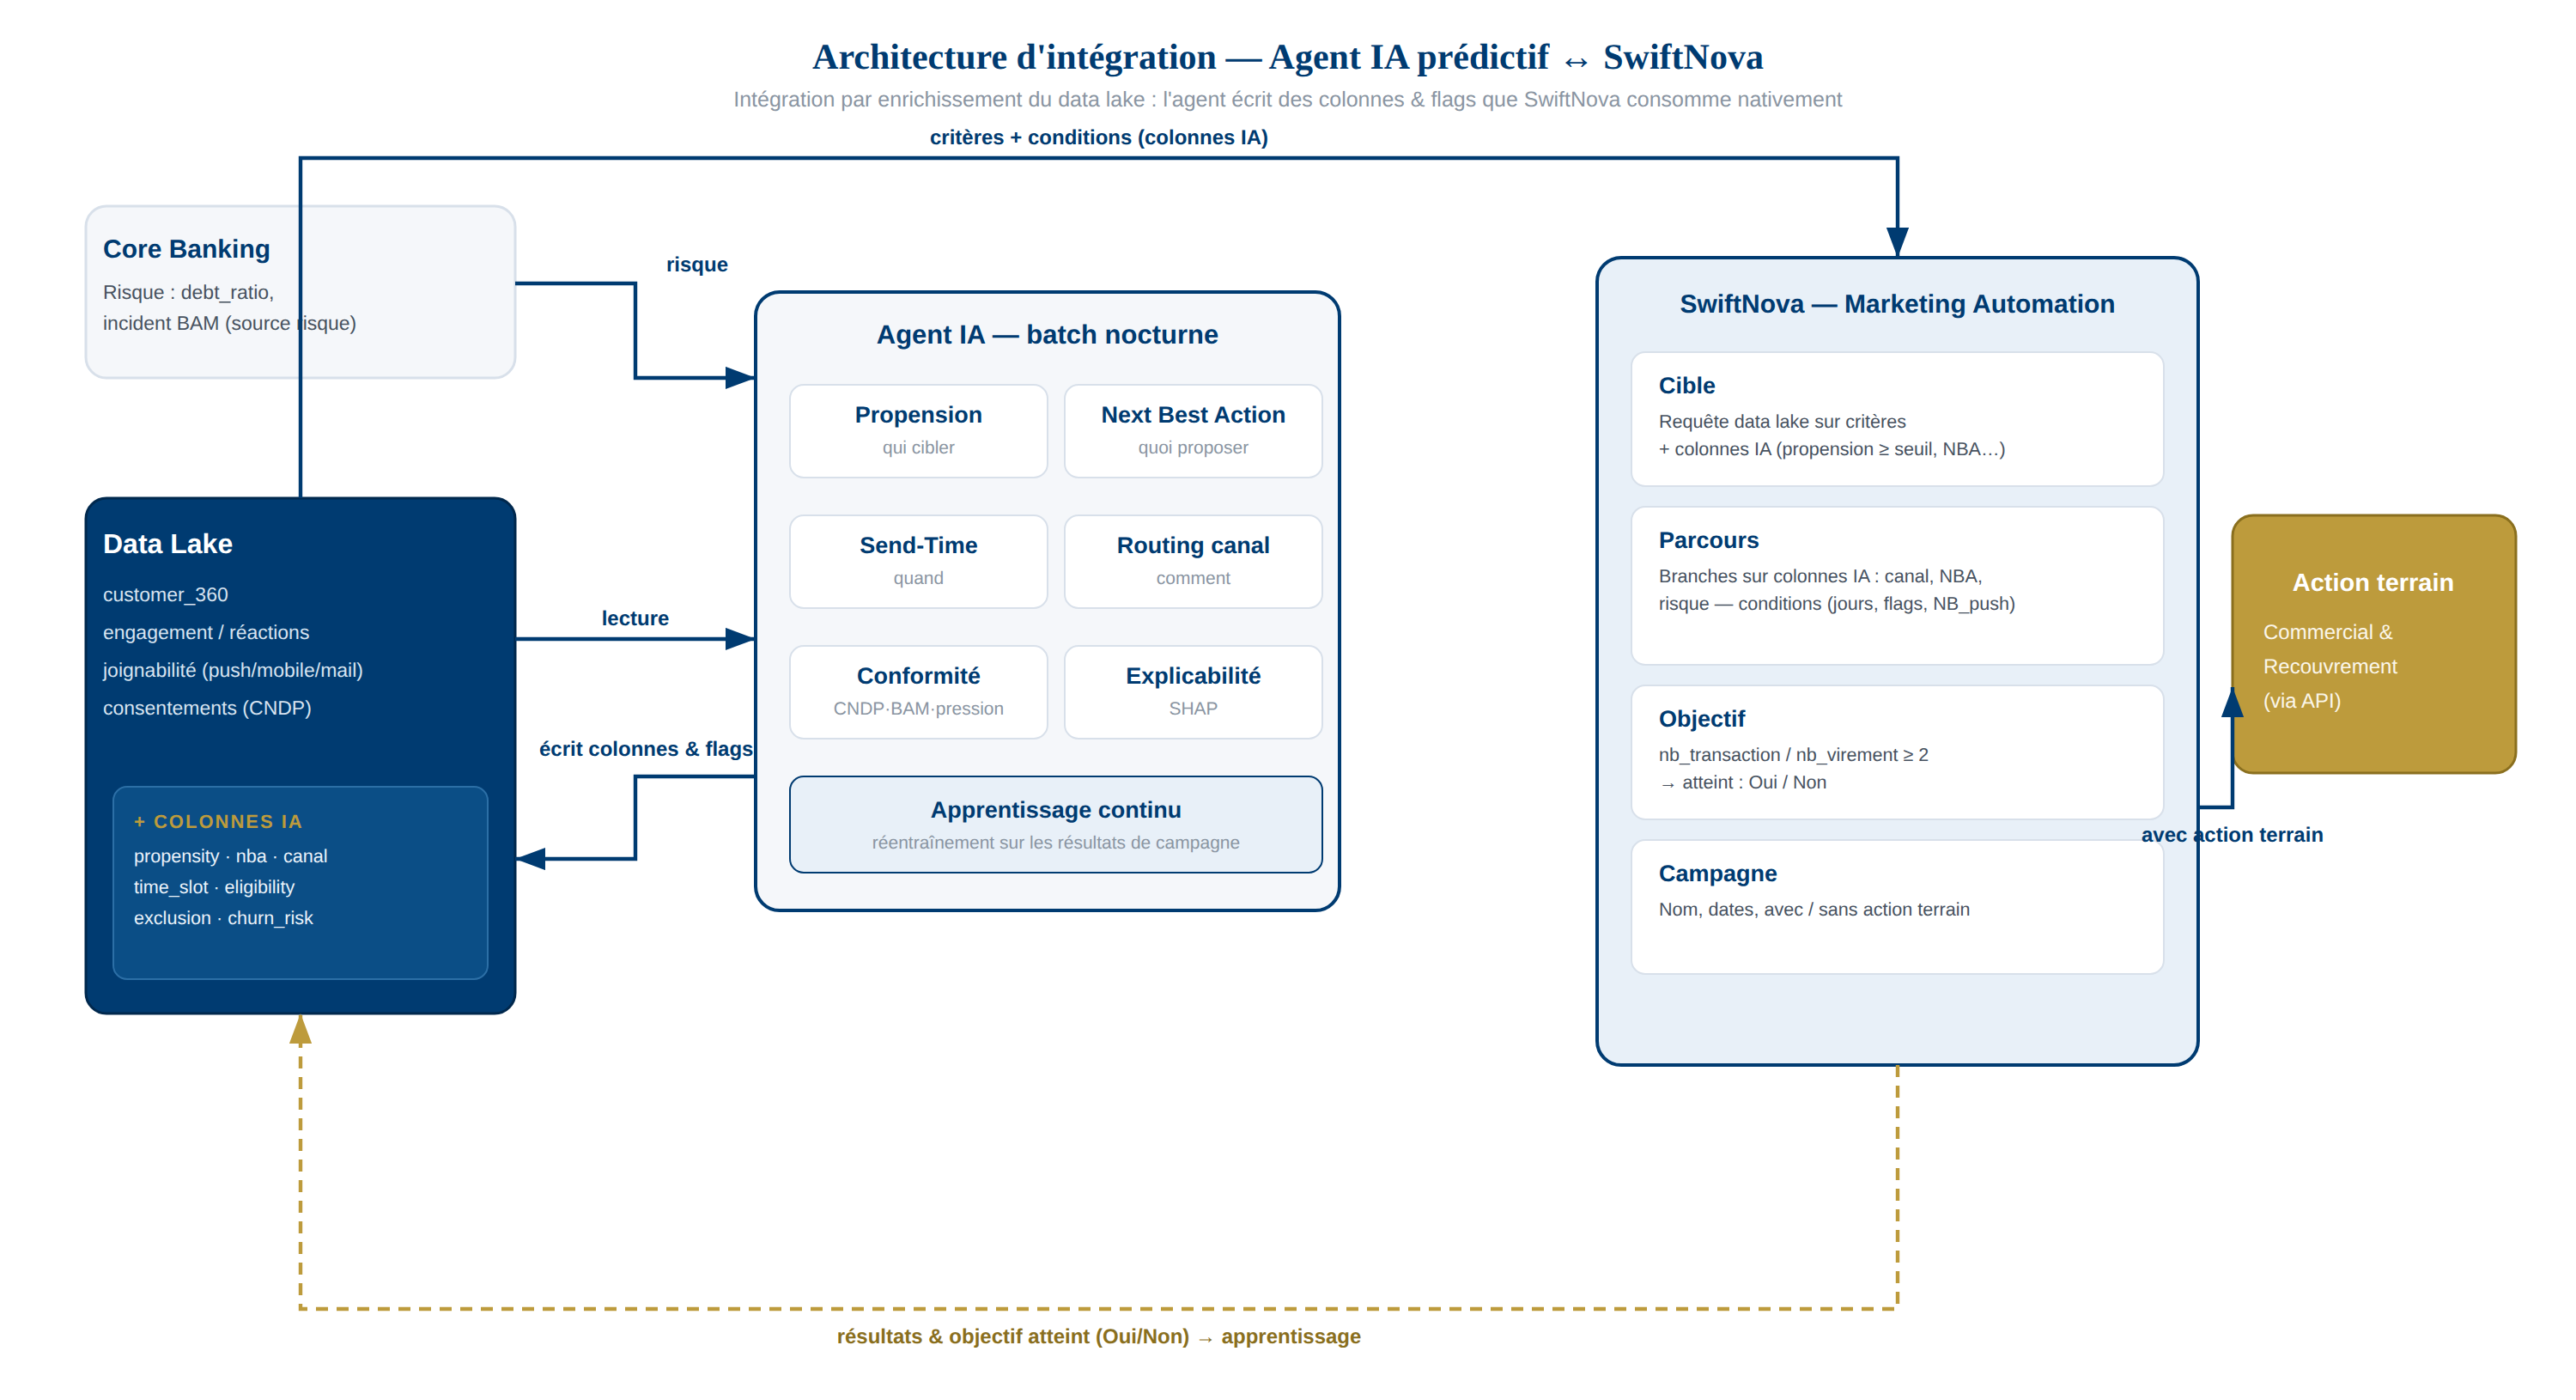 Architecture d'intégration — Agent IA prédictif ↔ SwiftNova
Intégration par enrichissement du data lake : l'agent écrit des colonnes & flags que SwiftNova consomme nativement
critères + conditions (colonnes IA)
Core Banking
Risque : debt_ratio,
incident BAM (source risque)
risque
Data Lake
customer_360
engagement / réactions
joignabilité (push/mobile/mail)
consentements (CNDP)
+ COLONNES IA
propensity · nba · canal
time_slot · eligibility
exclusion · churn_risk
lecture
écrit colonnes & flags
Agent IA — batch nocturne
Propension
qui cibler
Next Best Action
quoi proposer
Send-Time
quand
Routing canal
comment
Conformité
CNDP·BAM·pression
Explicabilité
SHAP
Apprentissage continu
réentraînement sur les résultats de campagne
SwiftNova — Marketing Automation
Cible
Requête data lake sur critères
+ colonnes IA (propension ≥ seuil, NBA…)
Parcours
Branches sur colonnes IA : canal, NBA,
risque — conditions (jours, flags, NB_push)
Objectif
nb_transaction / nb_virement ≥ 2
→ atteint : Oui / Non
Campagne
Nom, dates, avec / sans action terrain
avec action terrain
Action terrain
Commercial &
Recouvrement
(via API)
résultats & objectif atteint (Oui/Non) → apprentissage